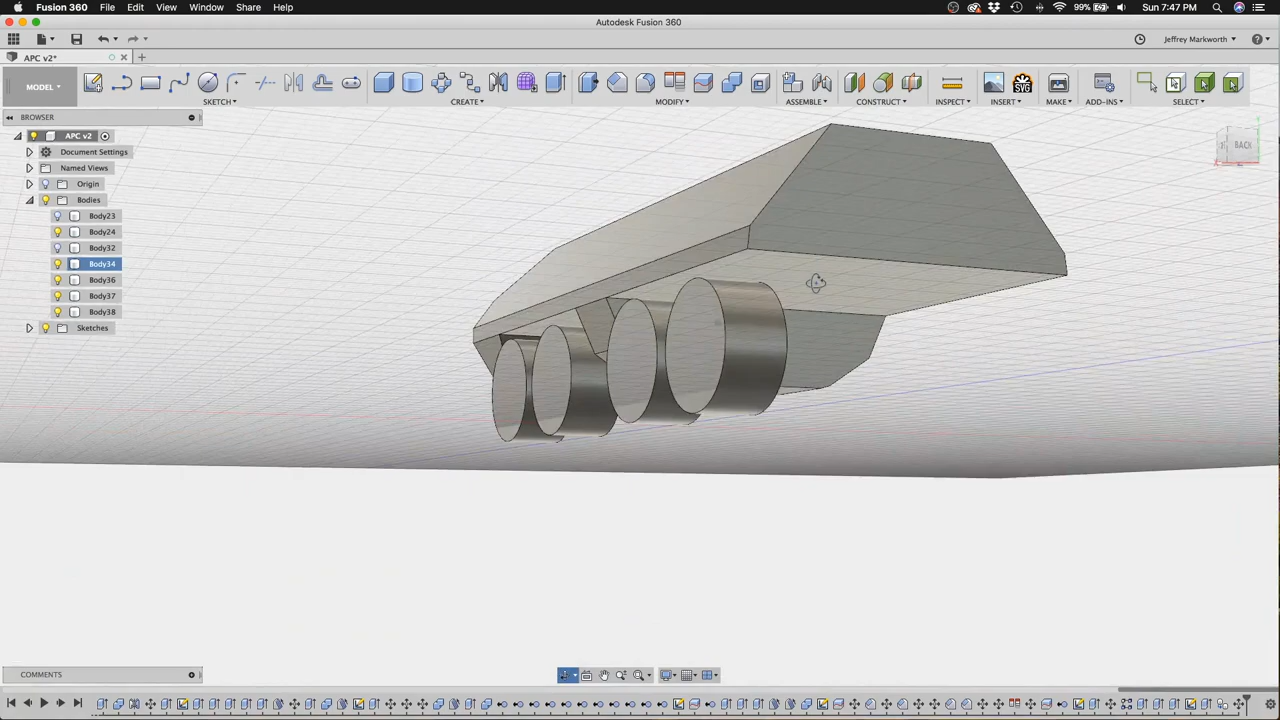 Fusion 360 File Edit View Window Share Help 99% Sun 7:47 PM
Autodesk Fusion 360
Jeffrey Markworth
APC v2*
MODEL
SKETCH CREATE MODIFY ASSEMBLE CONSTRUCT INSPECT INSERT MAKE ADD-INS SELECT
SVG
BROWSER
APC v2
BACK
Document Settings
Named Views
Origin
Bodies
Body23
Body24
Body32
Body34
Body36
Body37
Body38
Sketches
COMMENTS